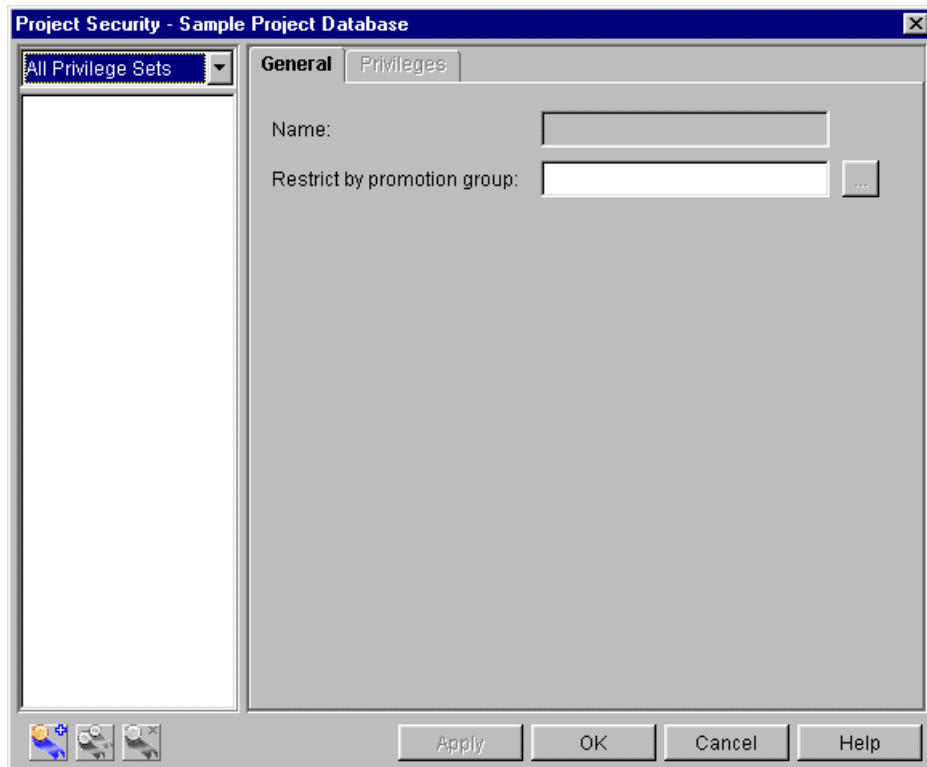 Project Security - Sample Project Database
All Privilege Sets
General
Privileges
Name:
Restrict by promotion group:
...
Apply
OK
Cancel
Help